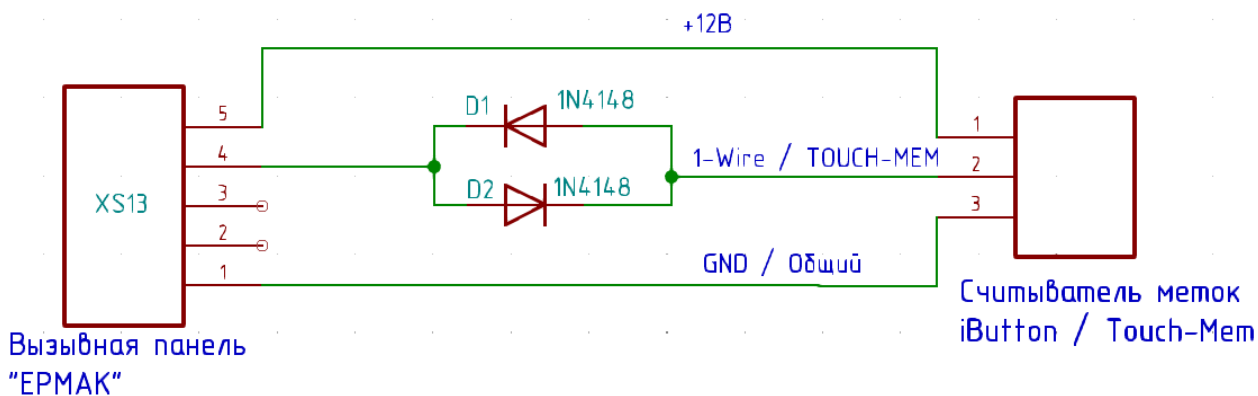 +12В
5
4
3
2
1
XS13
Вызывная панель
"ЕРМАК"
D1
1N4148
D2
1N4148
1-Wire / TOUCH-MEM
GND / Общий
1
2
3
Считыватель меток
iButton / Touch-Mem